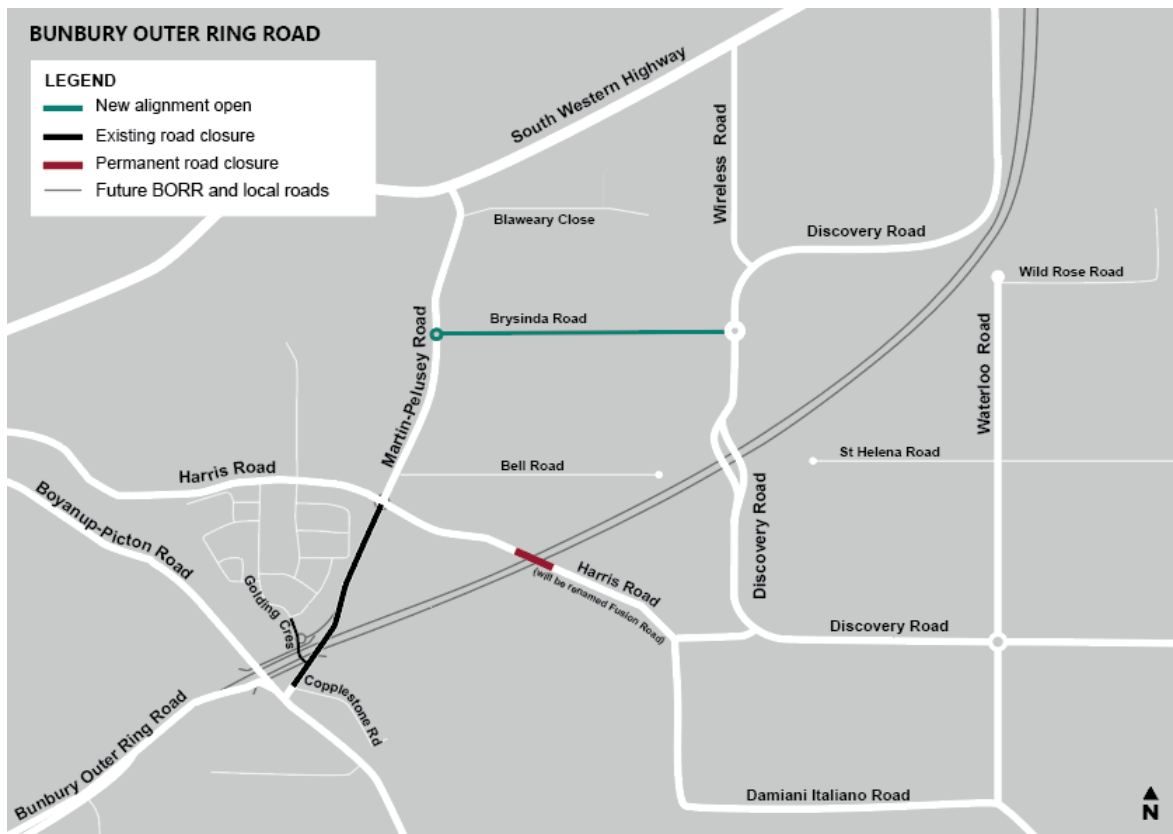 BUNBURY OUTER RING ROAD
LEGEND
New alignment open
Existing road closure
Permanent road closure
Future BORR and local roads
South Western Highway
Wireless Road
Blaweary Close
Discovery Road
Wild Rose Road
Brysinda Road
Martin-Pelusey Road
Waterloo Road
St Helena Road
Bell Road
Harris Road
Boyanup-Picton Road
Discovery Road
Harris Road
(will be renamed Fusion Road)
Golding Cres
Discovery Road
Copplestone Rd
Bunbury Outer Ring Road
Damiani Italiano Road
N